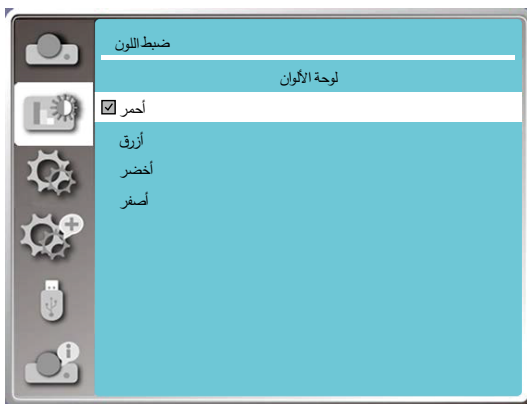 ضبط اللون
لوحة الألوان
أحمر
أزرق
أخضر
أصفر